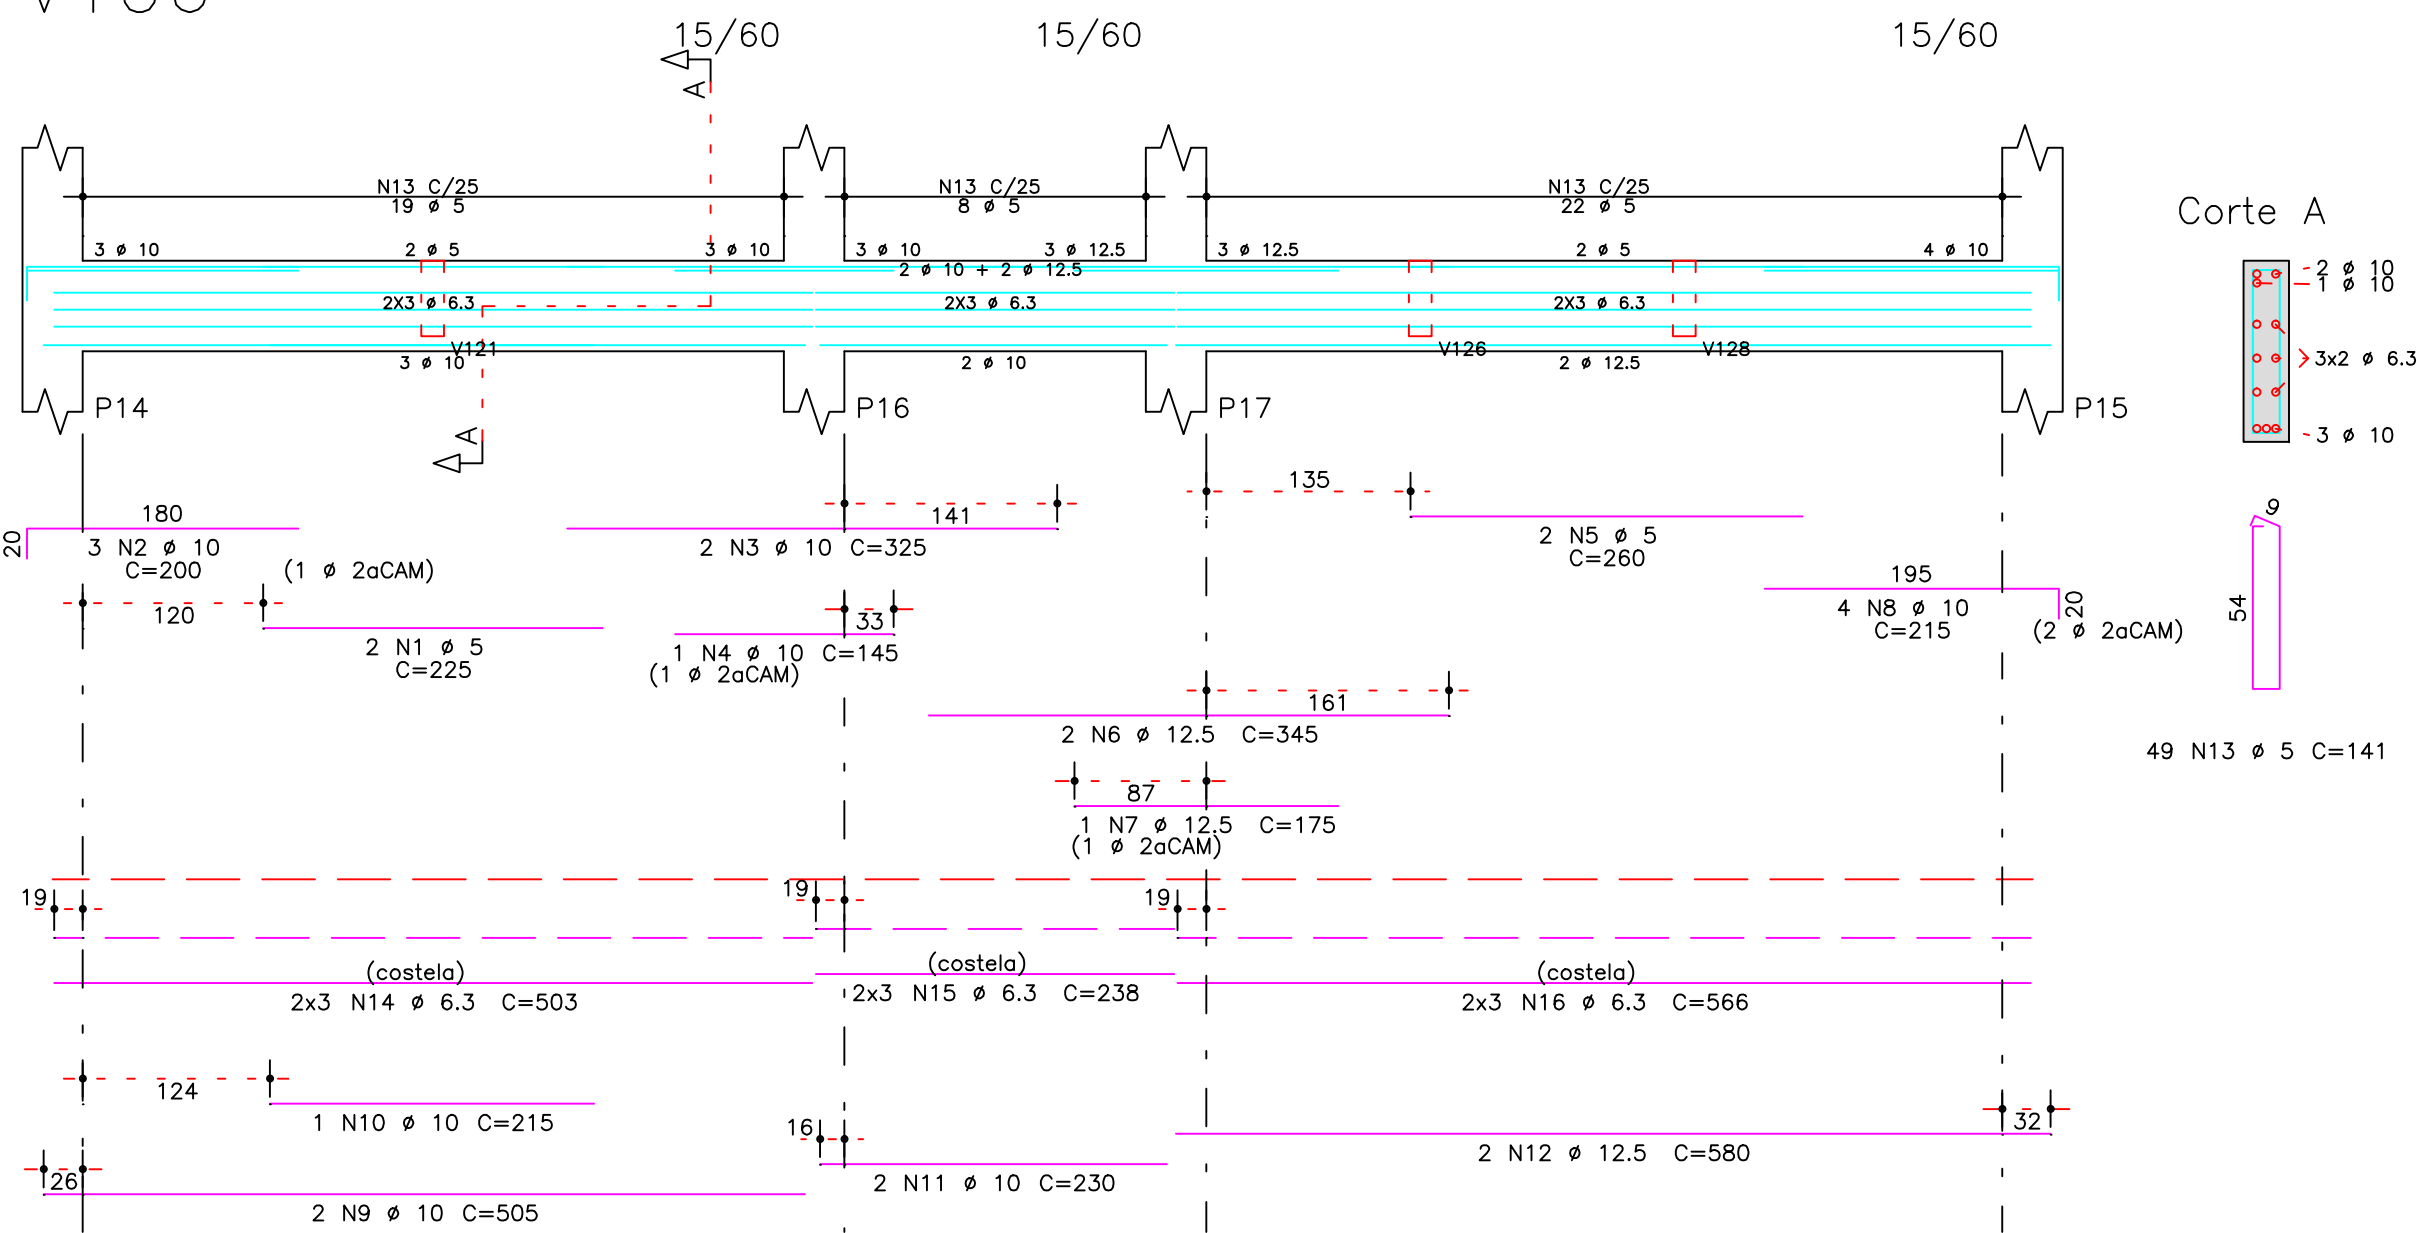 15/60 15/60 15/60
A
N13 C/25 N13 C/25 N13 C/25
19 ø 5 8 ø 5 22 ø 5
Corte A
3 ø 10 2 ø 5 3 ø 10 3 ø 10 3 ø 12.5 3 ø 12.5 2 ø 5 4 ø 10
2 ø 10 + 2 ø 12.5
2 ø 10
1 ø 10
2X3 ø 6.3 2X3 ø 6.3 2X3 ø 6.3
V121 V126 V128
3 ø 10 2 ø 10 2 ø 12.5
3x2 ø 6.3
P14 P16 P17 P15
A
3 ø 10
135
180 141
20
3 N2 ø 10
C=200
(1 ø 2aCAM)
2 N3 ø 10 C=325
2 N5 ø 5
C=260
9
54
195
20
4 N8 ø 10
C=215
(2 ø 2aCAM)
120
2 N1 ø 5
C=225
33
1 N4 ø 10 C=145
(1 ø 2aCAM)
161
2 N6 ø 12.5 C=345
49 N13 ø 5 C=141
87
1 N7 ø 12.5 C=175
(1 ø 2aCAM)
19 19 19
(costela) (costela) (costela)
2x3 N14 ø 6.3 C=503 2x3 N15 ø 6.3 C=238 2x3 N16 ø 6.3 C=566
124
1 N10 ø 10 C=215
16
2 N11 ø 10 C=230
32
2 N12 ø 12.5 C=580
26
2 N9 ø 10 C=505